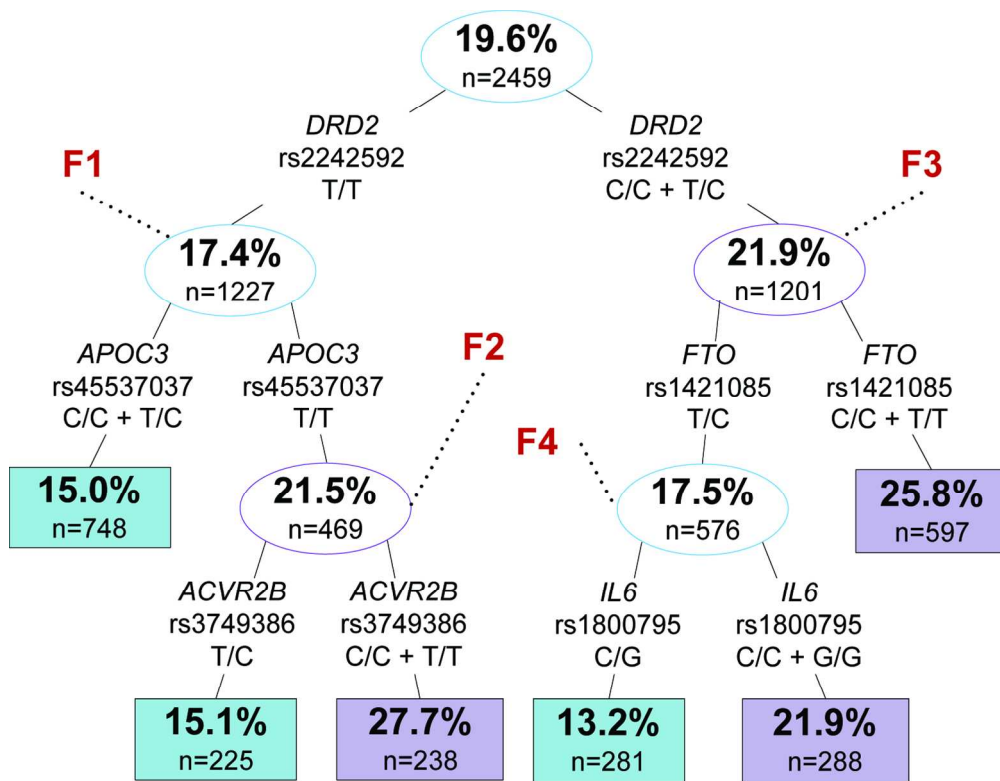 19.6%
n=2459
DRD2
rs2242592
T/T
DRD2
rs2242592
C/C + T/C
F1
F3
17.4%
n=1227
21.9%
n=1201
APOC3
rs45537037
C/C + T/C
APOC3
rs45537037
T/T
F2
FTO
rs1421085
T/C
FTO
rs1421085
C/C + T/T
F4
15.0%
n=748
21.5%
n=469
17.5%
n=576
25.8%
n=597
ACVR2B
rs3749386
T/C
ACVR2B
rs3749386
C/C + T/T
IL6
rs1800795
C/G
IL6
rs1800795
C/C + G/G
15.1%
n=225
27.7%
n=238
13.2%
n=281
21.9%
n=288